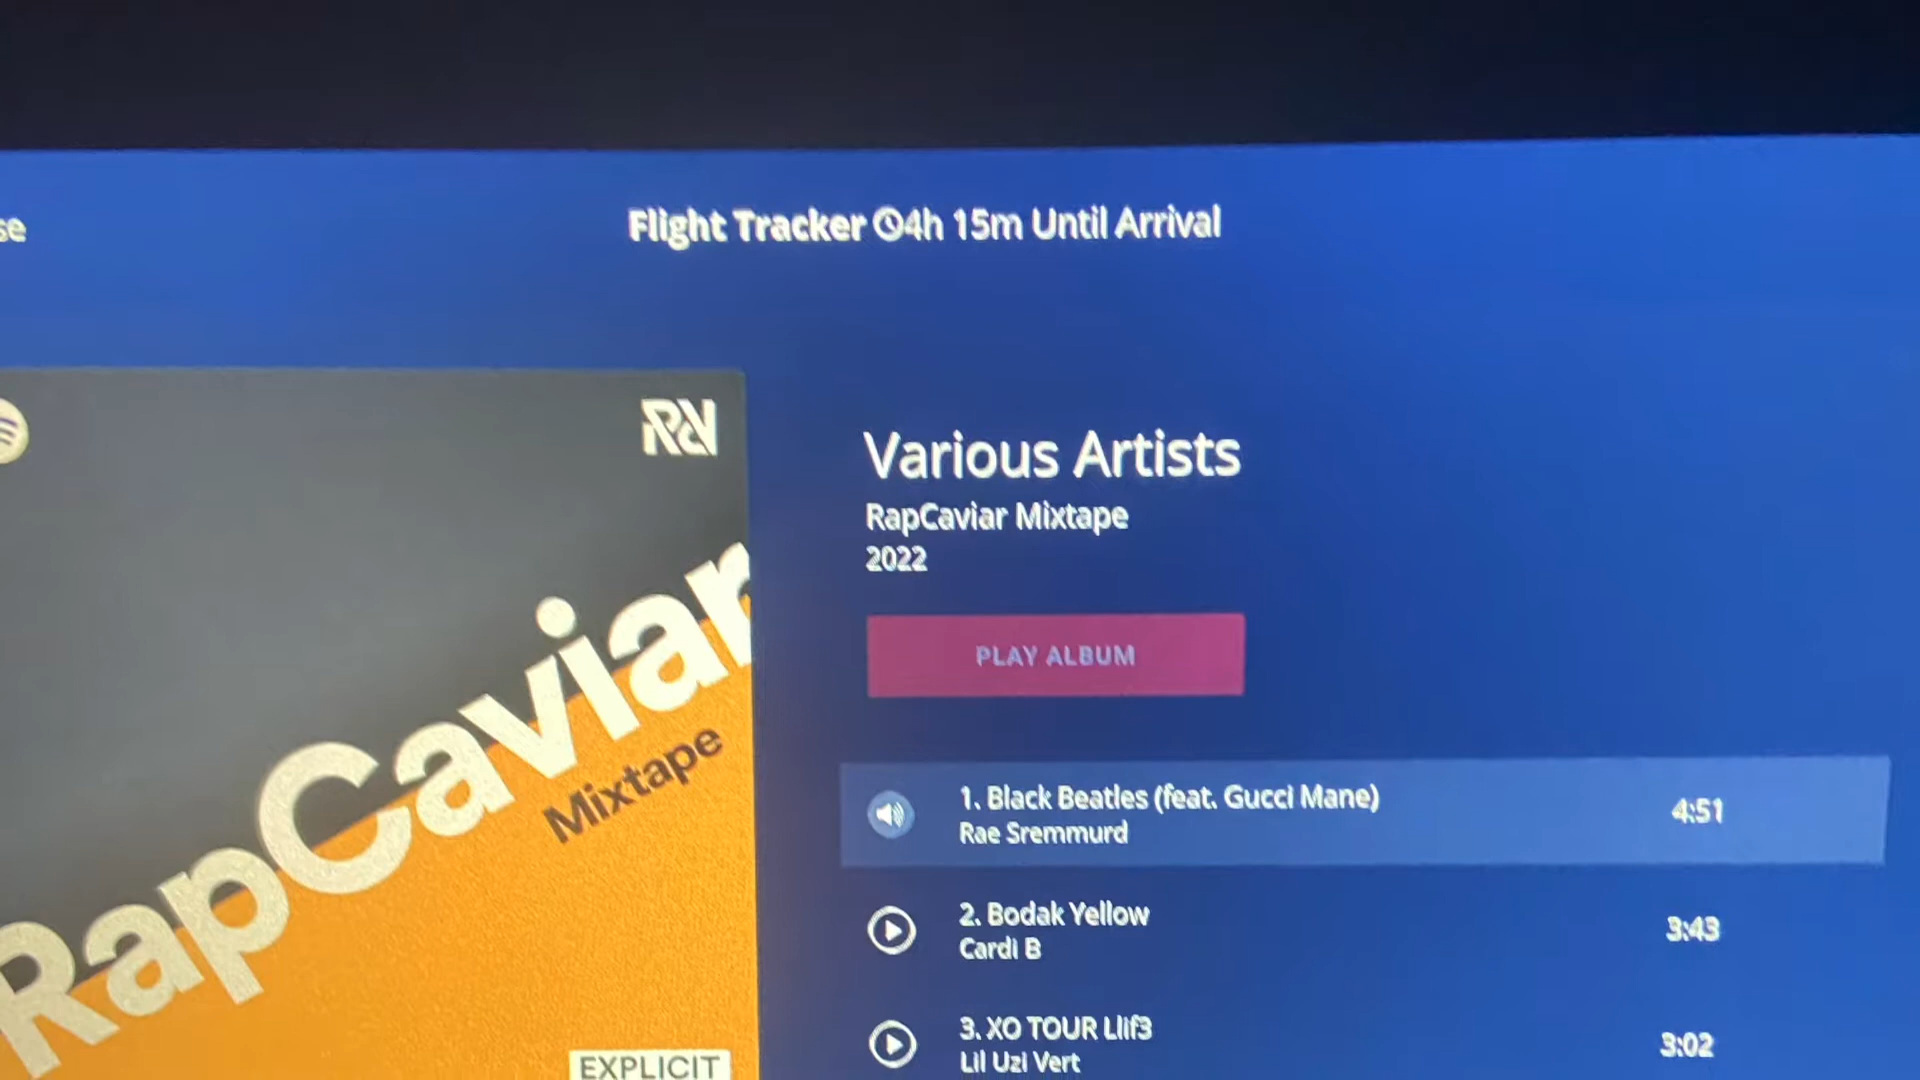 se
Flight Tracker 4h 15m Until Arrival
RV
RapCaviar
Mixtape
EXPLICIT
Various Artists
RapCaviar Mixtape
2022
PLAY ALBUM
1. Black Beatles (feat. Gucci Mane)
Rae Sremmurd
4:51
2. Bodak Yellow
Cardi B
3:43
3. XO TOUR Llif3
Lil Uzi Vert
3:02